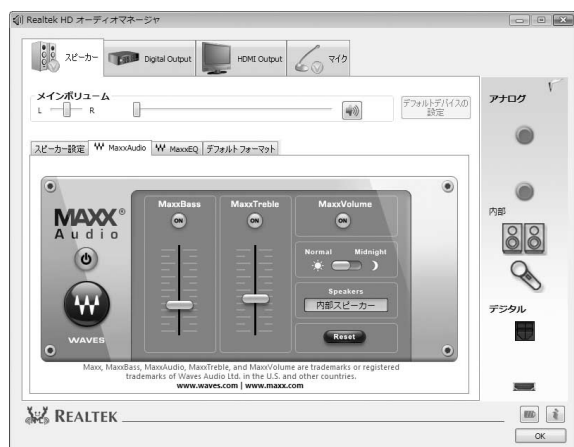 Realtek HD オーディオマネージャ
スピーカー
Digital Output
HDMI Output
マイク
メインボリューム
L R
デフォルトデバイスの
設定
アナログ
スピーカー設定 MaxxAudio MaxxEQ デフォルトフォーマット
MAXX®
Audio
WAVES
MaxxBass
ON
MaxxTreble
ON
MaxxVolume
ON
Normal Midnight
Speakers
内部スピーカー
Reset
内部
デジタル
Maxx, MaxxBass, MaxxAudio, MaxxTreble, and MaxxVolume are trademarks or registered
trademarks of Waves Audio Ltd. in the U.S. and other countries.
www.waves.com | www.maxx.com
REALTEK
OK